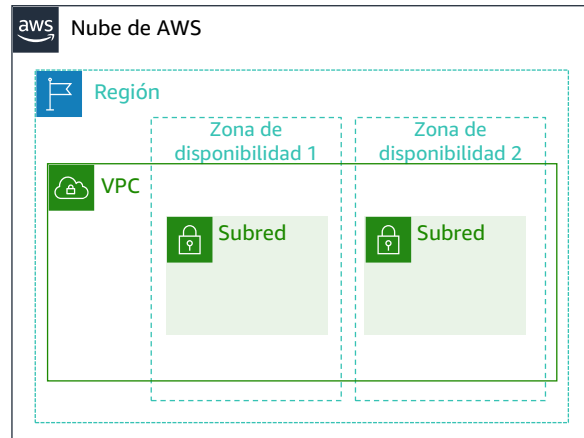 aws
Nube de AWS
Región
Zona de
disponibilidad 1
Zona de
disponibilidad 2
VPC
Subred
Subred